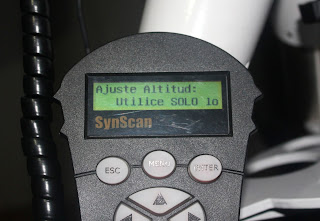 Ajuste Altitud:
Utilice SOLO lo
SynScan
ESC
MENU
ENTER